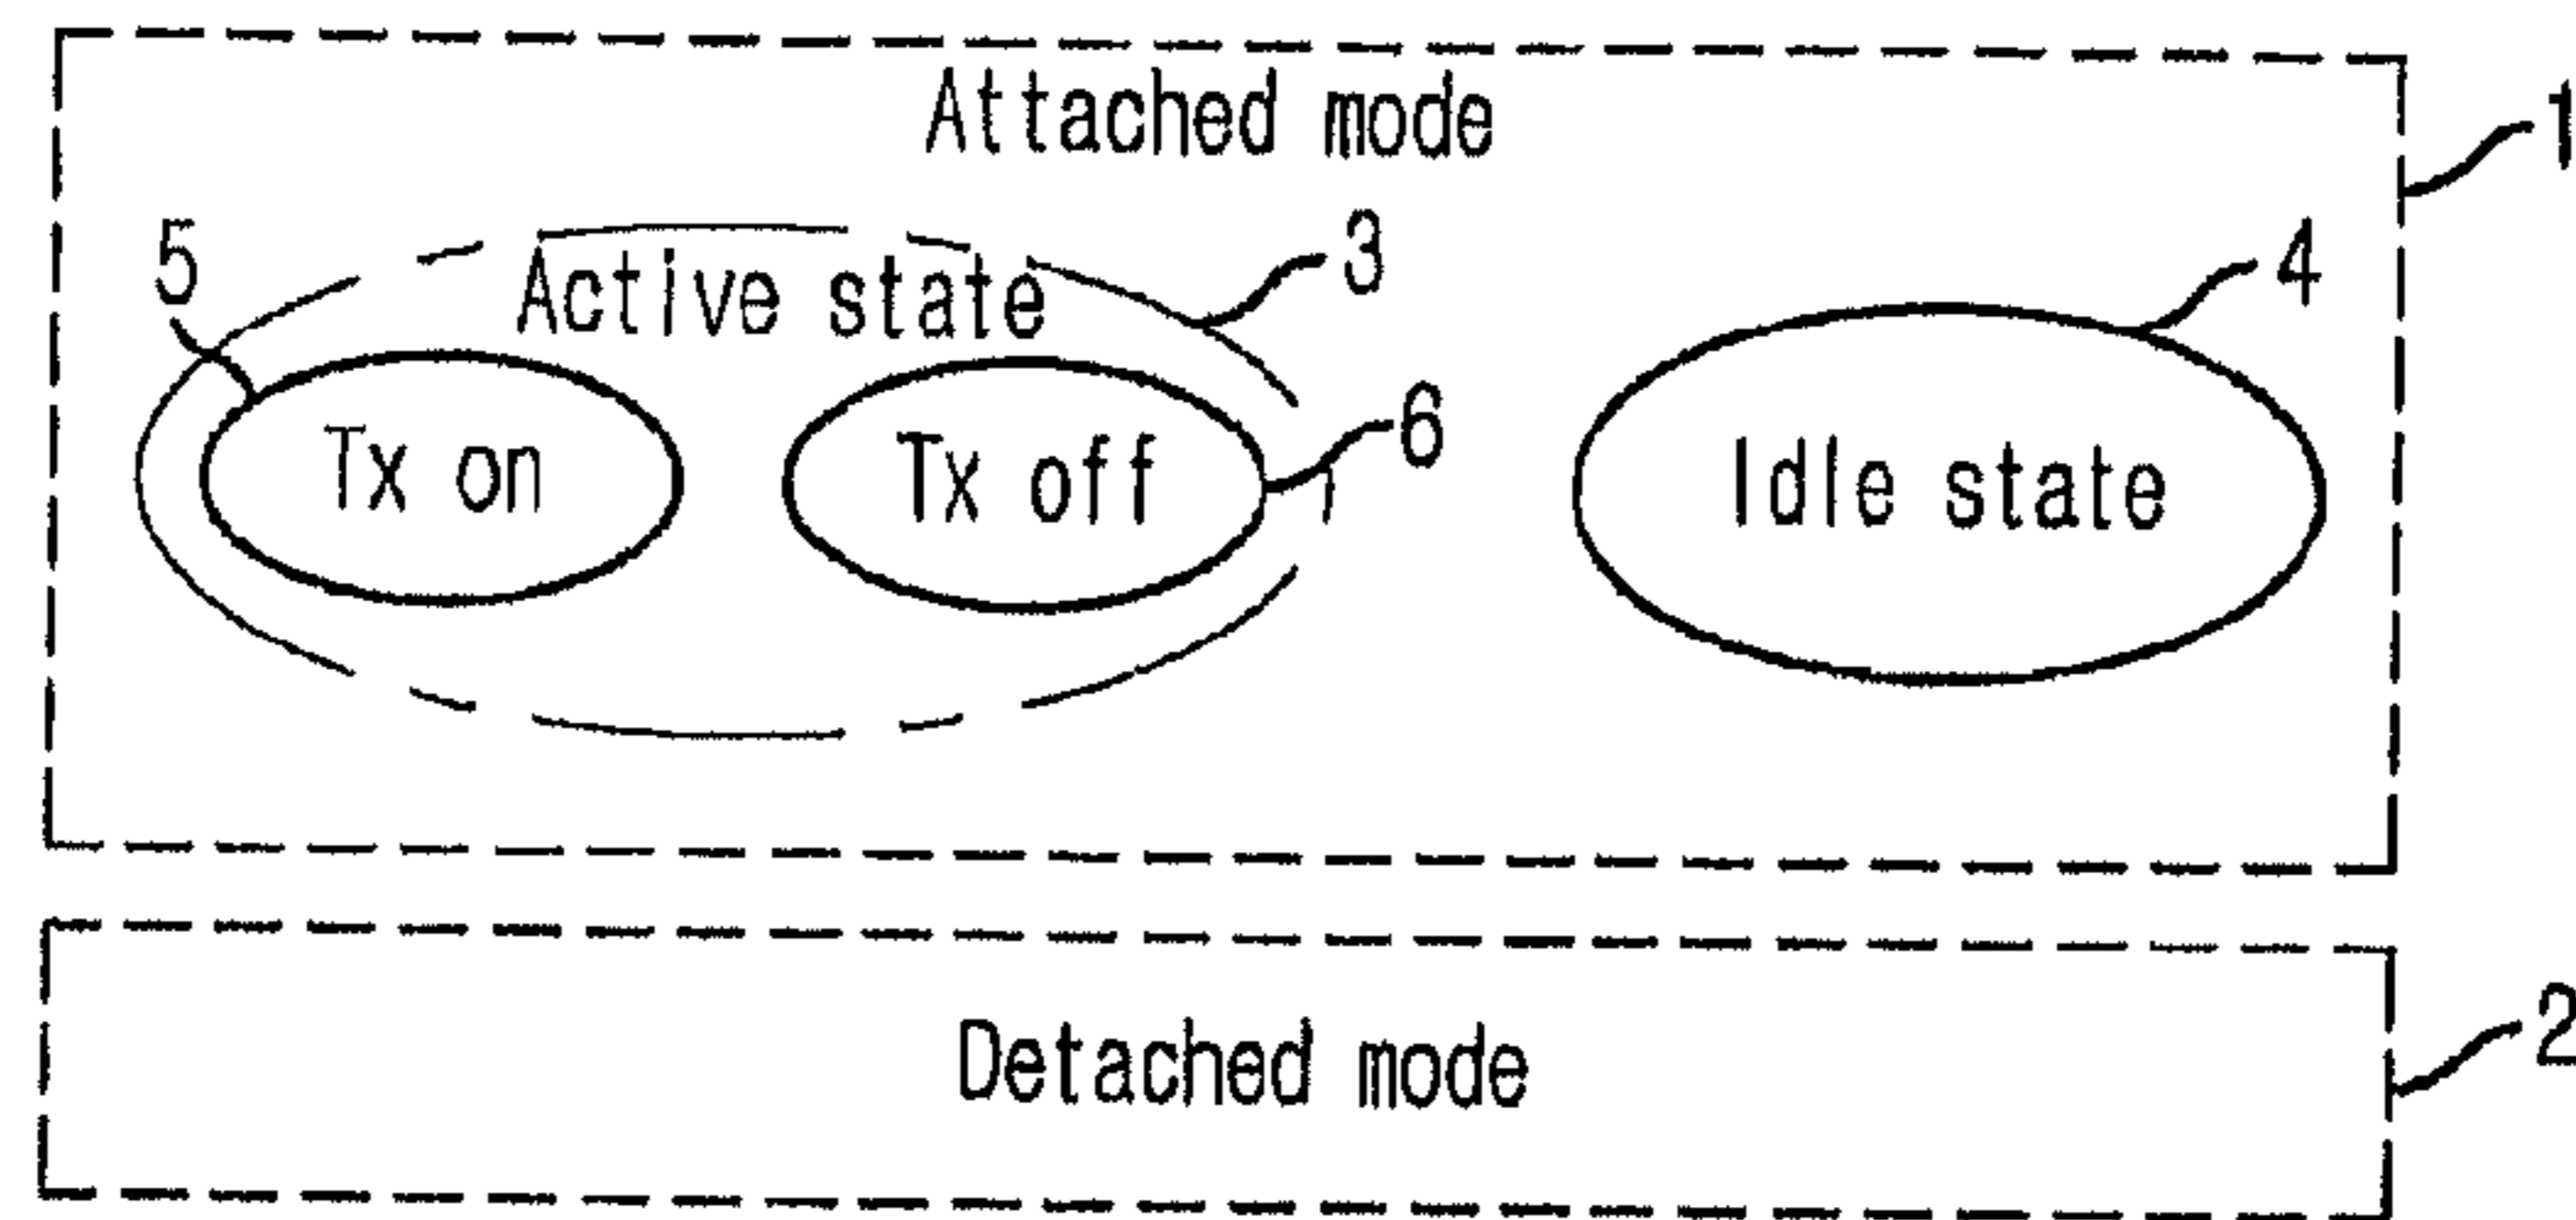 Attached mode
1
5
Active state
3
4
Tx on
Tx off
6
Idle state
Detached mode
2